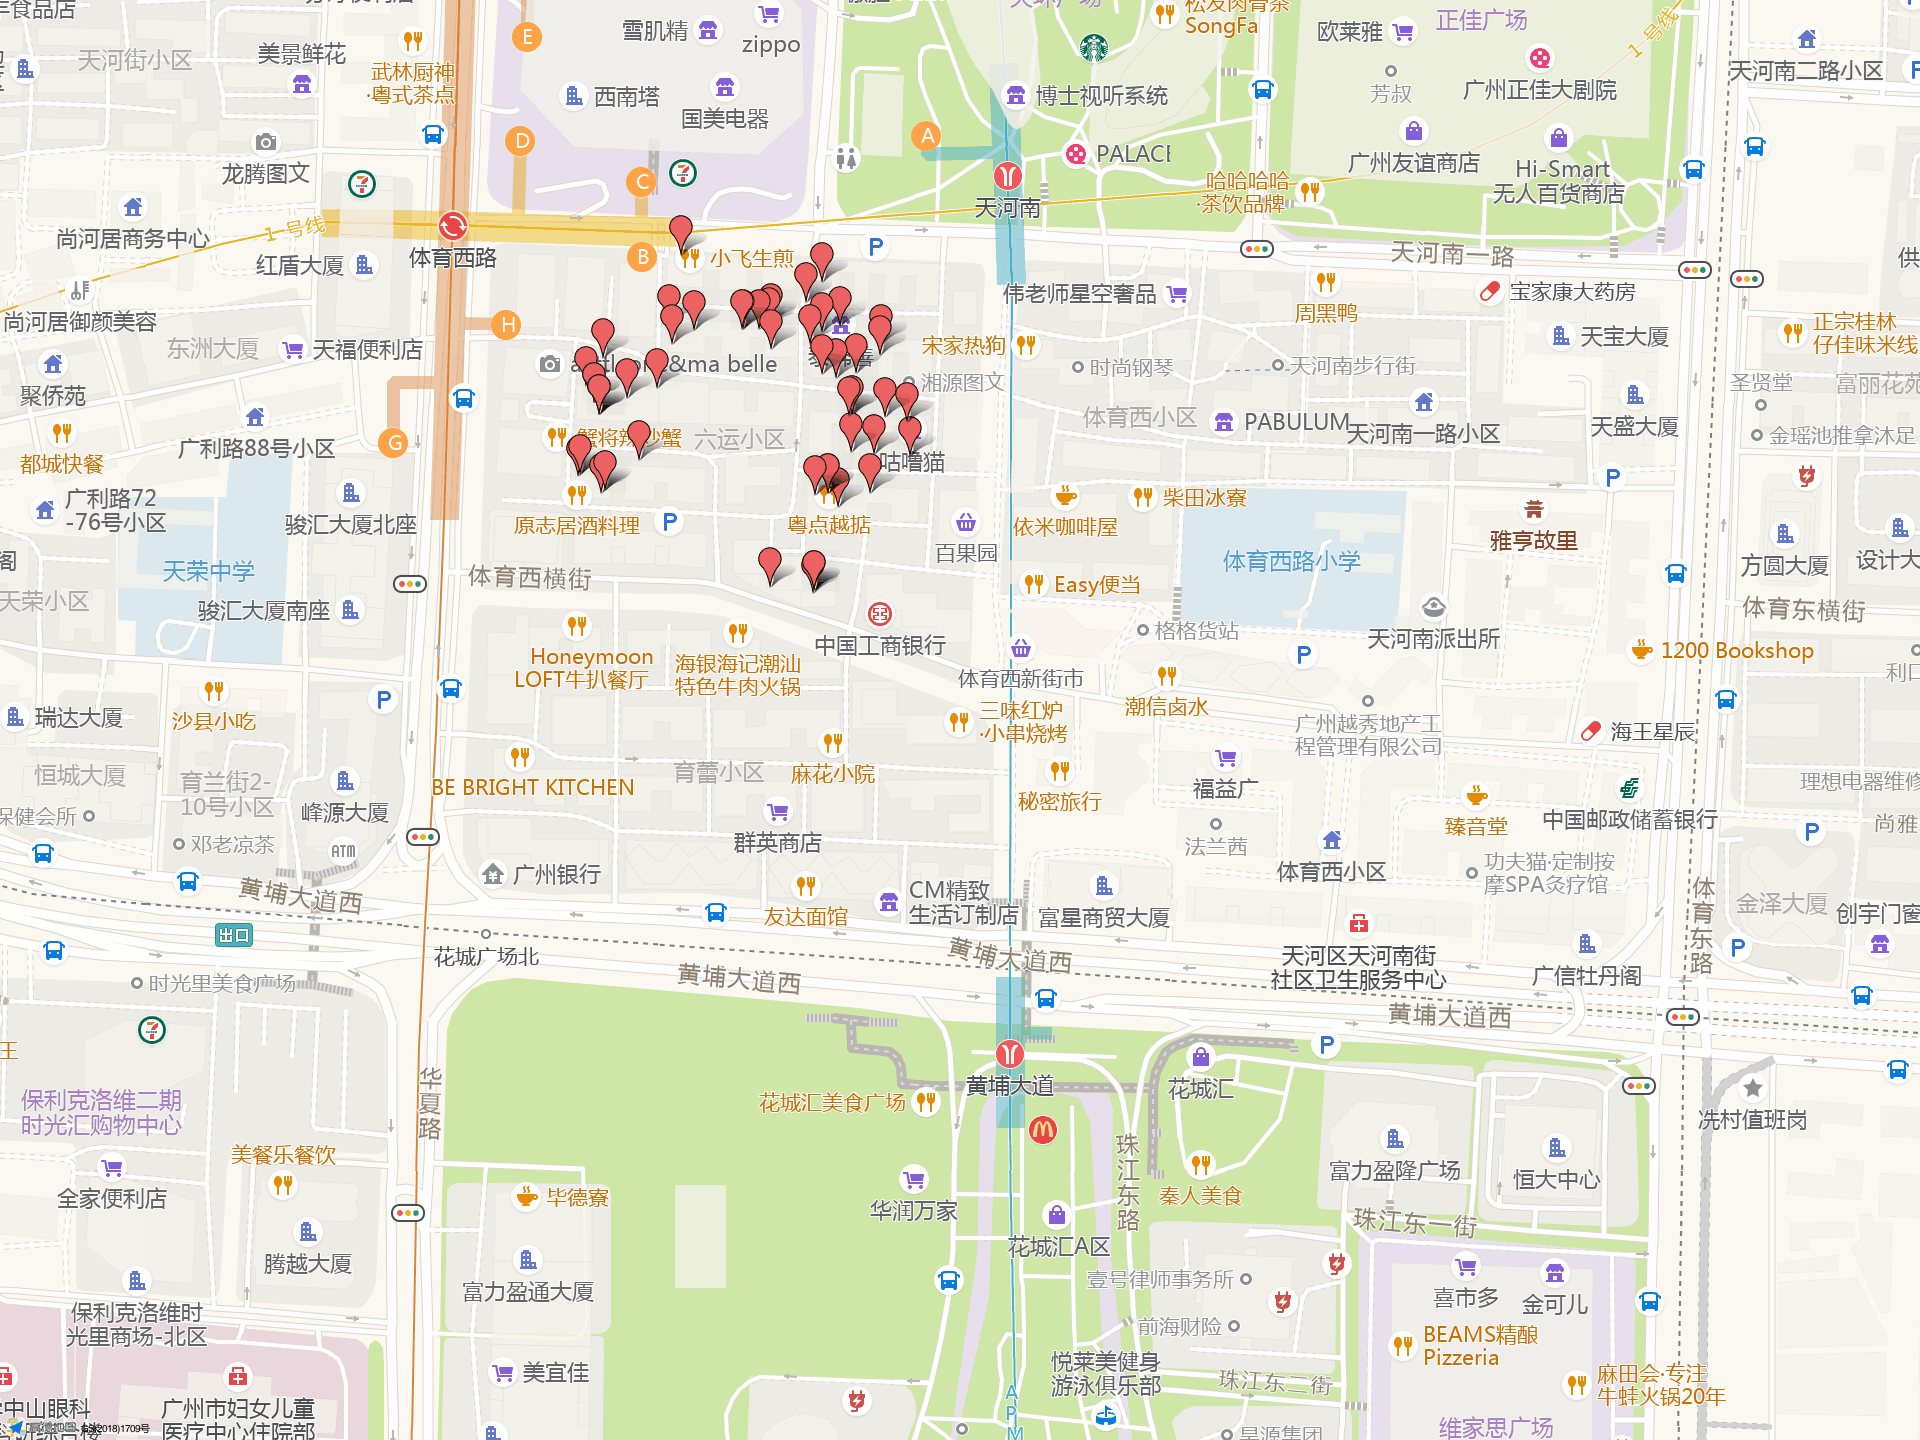 天河街小区
美景鲜花
武林厨神
·粤式茶点
E
雪肌精
zippo
西南塔
国美电器
松发肉骨茶
SongFa
欧莱雅
正佳广场
1号线
芳叔
广州正佳大剧院
天河南二路小区
博士视听系统
PALACE
广州友谊商店
Hi-Smart
无人百货商店
龙腾图文
D
C
A
天河南
哈哈哈哈
·茶饮品牌
尚河居商务中心
1号线
体育西路
红盾大厦
B
小飞生煎
P
天河南一路
伟老师星空奢品
周黑鸭
宝家康大药房
尚河居御颜美容
东洲大厦
天福便利店
H
宋家热狗
时尚钢琴
天河南步行街
天宝大厦
正宗桂林
仔佳味米线
聚侨苑
&ma belle
湘源图文
圣贤堂
富丽花苑
广利路88号小区
G
六运小区
体育西小区
PABULUM
天河南一路小区
天盛大厦
金瑶池推拿沐足
都城快餐
咕噜猫
广利路72
-76号小区
骏汇大厦北座
原志居酒料理
P
粤点越掂
百果园
依米咖啡屋
柴田冰寮
P
雅亨故里
天荣中学
体育西横街
体育西路小学
方圆大厦
设计大
天荣小区
骏汇大厦南座
Easy便当
体育东横街
中国工商银行
格格货站
天河南派出所
Honeymoon
LOFT牛扒餐厅
海银海记潮汕
特色牛肉火锅
体育西新街市
P
1200 Bookshop
瑞达大厦
沙县小吃
P
三味红炉
·小串烧烤
潮信卤水
广州越秀地产工
程管理有限公司
海王星辰
恒城大厦
育兰街2-
10号小区
BE BRIGHT KITCHEN
育蕾小区
麻花小院
秘密旅行
福益广
理想电器维修
保健会所
峰源大厦
群英商店
臻音堂
中国邮政储蓄银行
P
尚雅
邓老凉茶
ATM
法兰茜
体育西小区
功夫猫·定制按
摩SPA灸疗馆
黄埔大道西
广州银行
友达面馆
CM精致
生活订制店
富星商贸大厦
体育东路
金泽大厦
创宇门窗
出口
花城广场北
黄埔大道西
天河区天河南街
社区卫生服务中心
广信牡丹阁
P
时光里美食广场
黄埔大道西
黄埔大道西
P
王
华夏路
黄埔大道
花城汇
保利克洛维二期
时光汇购物中心
花城汇美食广场
冼村值班岗
美餐乐餐饮
珠江东路
富力盈隆广场
恒大中心
全家便利店
毕德寮
华润万家
秦人美食
珠江东一街
腾越大厦
富力盈通大厦
花城汇A区
壹号律师事务所
喜市多
金可儿
保利克洛维时
光里商场-北区
前海财险
BEAMS精酿
Pizzeria
美宜佳
悦莱美健身
游泳俱乐部
珠江东二街
麻田会·专注
牛蛙火锅20年
中山眼科
广州市妇女儿童
医疗中心住院部
APM
维家思广场